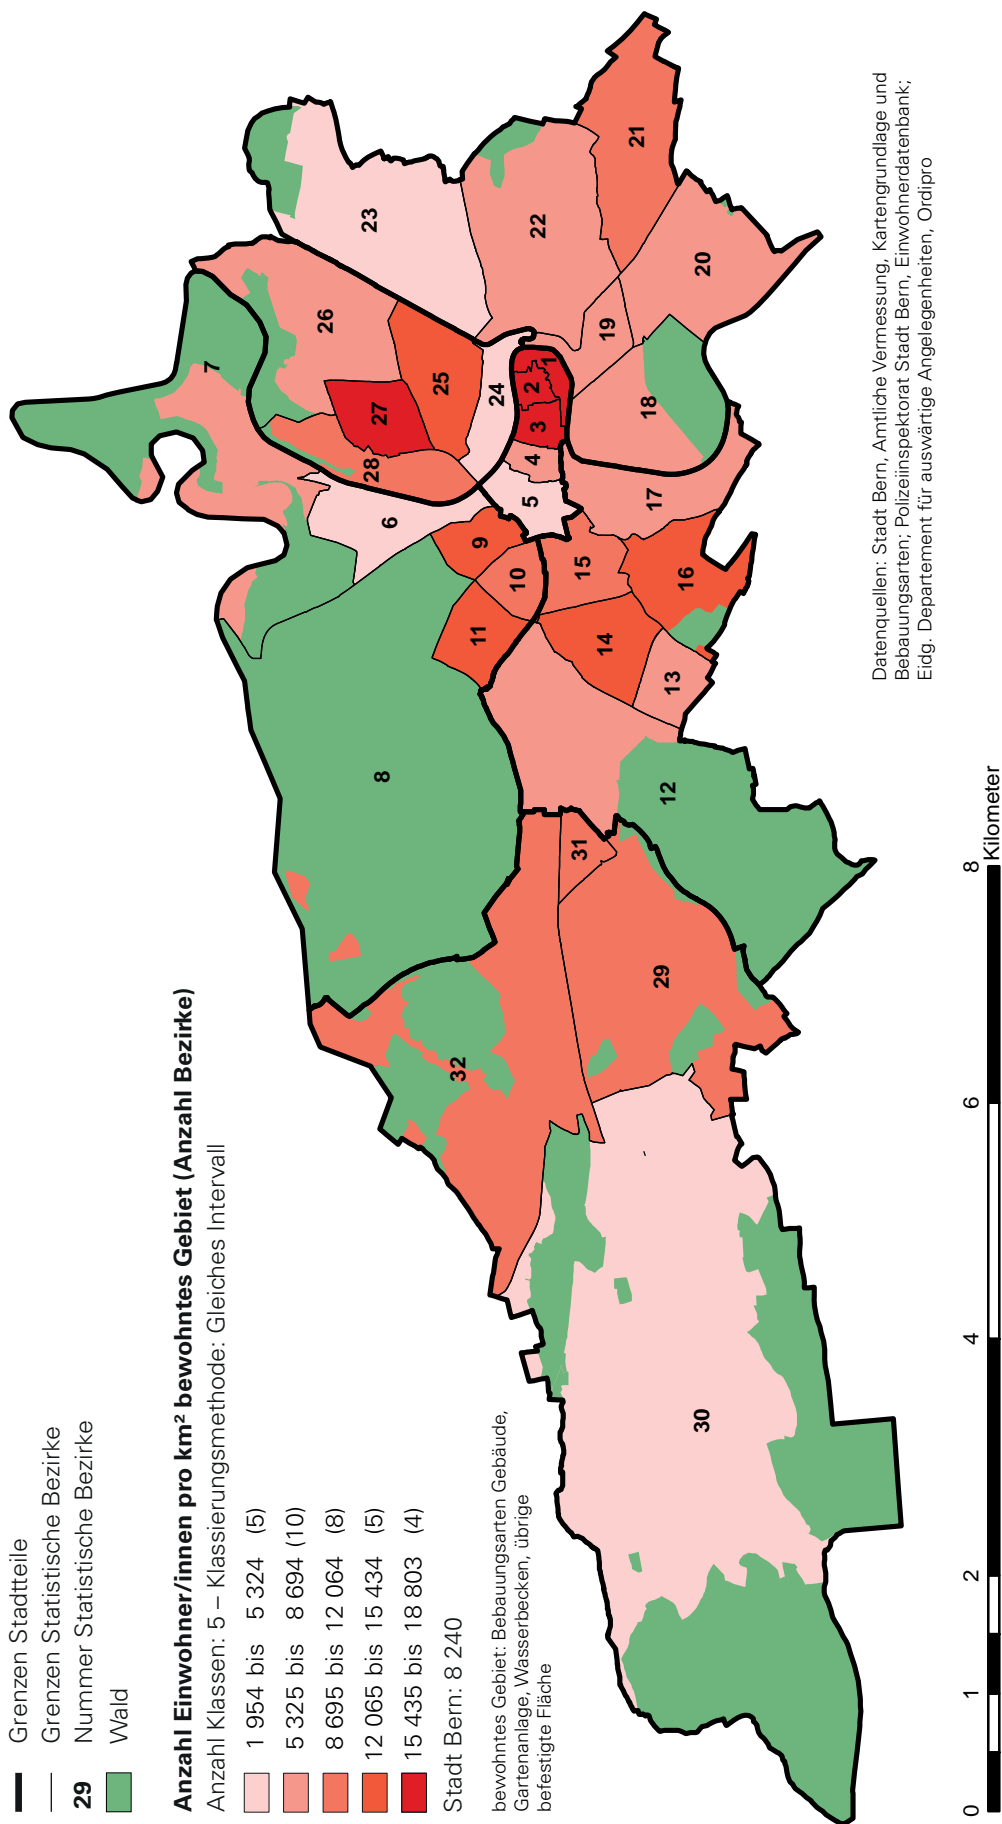 Grenzen Stadtteile
Grenzen Statistische Bezirke
29 Nummer Statistische Bezirke
Wald
Anzahl Einwohner/innen pro km² bewohntes Gebiet (Anzahl Bezirke)
Anzahl Klassen: 5 – Klassierungsmethode: Gleiches Intervall
1 954 bis 5 324 (5)
5 325 bis 8 694 (10)
8 695 bis 12 064 (8)
12 065 bis 15 434 (5)
15 435 bis 18 803 (4)
Stadt Bern: 8 240
bewohntes Gebiet: Bebauungsarten Gebäude,
Gartenanlage, Wasserbecken, übrige
befestigte Fläche
7
23
26
27
25
28
6
8
24
22
21
1
2
3
4
5
9
10
11
19
20
18
17
15
16
14
13
12
31
29
32
30
0 1 2 4 6 8
Kilometer
Datenquellen: Stadt Bern, Amtliche Vermessung, Kartengrundlage und
Bebauungsarten; Polizeiinspektorat Stadt Bern, Einwohnerdatenbank;
Eidg. Departement für auswärtige Angelegenheiten, Ordipro